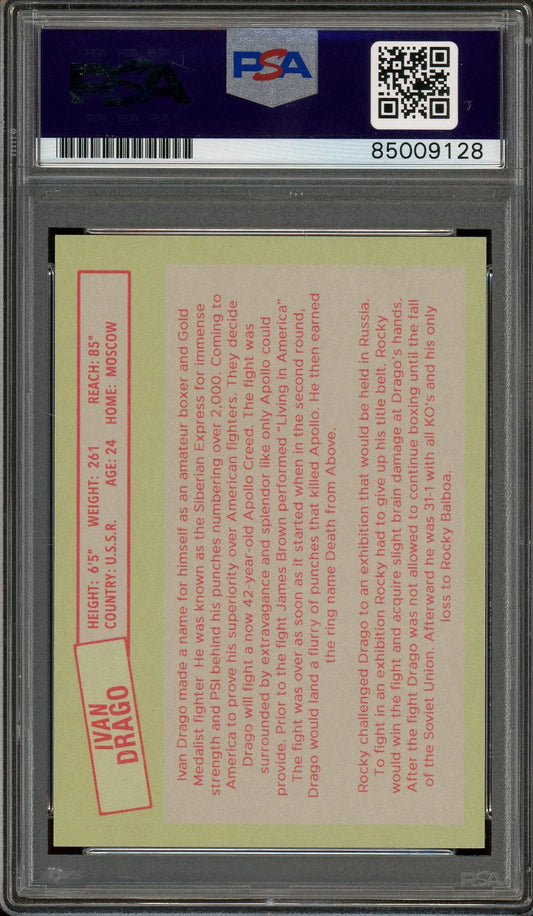 PSA
PSA
85009128
IVAN
DRAGO
HEIGHT: 6'5" WEIGHT: 261 REACH: 85"
COUNTRY: U.S.S.R. AGE: 24 HOME: MOSCOW
Ivan Drago made a name for himself as an amateur boxer and Gold
Medalist fighter. He was known as the Siberian Express for immense
strength and PSI behind his punches numbering over 2,000, Coming to
America to prove his superiority over American fighters. They decide
Drago will fight a now 42-year-old Apollo Creed. The fight was
surrounded by extravagance and splendor like only Apollo could
provide. Prior to the fight James Brown performed "Living in America"
The fight was over as soon as it started when in the second round,
Drago would land a flurry of punches that killed Apollo. He then earned
the ring name Death from Above.
Rocky challenged Drago to an exhibition that would be held in Russia.
To fight in an exhibition Rocky had to give up his title belt. Rocky
would win the fight and acquire slight brain damage at Drago's hands.
After the fight Drago was not allowed to continue boxing until the fall
of the Soviet Union. Afterward he was 31-1 with all KO's and his only
loss to Rocky Balboa.
PSA